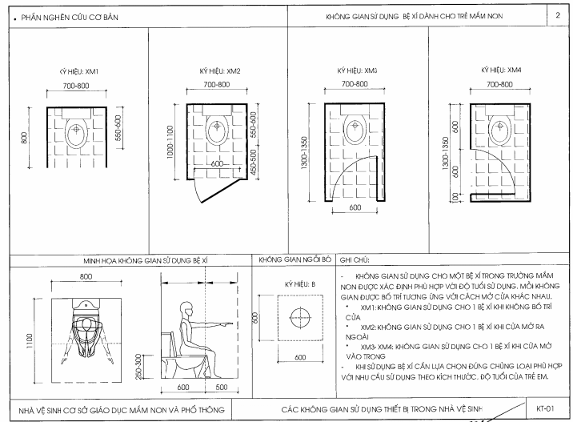 • PHẦN NGHIÊN CỨU CƠ BẢN
KHÔNG GIAN SỬ DỤNG BỆ XÍ DÀNH CHO TRẺ MẦM NON
2
KÝ HIỆU: XM1
700-800
800
550-600
KÝ HIỆU: XM2
700-800
1000-1100
550-600
450-500
600
KÝ HIỆU: XM3
700-800
1300-1350
600
KÝ HIỆU: XM4
700-800
1300-1350
600
600
100
MINH HỌA KHÔNG GIAN SỬ DỤNG BỆ XÍ
800
1100
250-300
600
500
KHÔNG GIAN NGỒI BÔ
KÝ HIỆU: B
600
600
GHI CHÚ:
- KHÔNG GIAN SỬ DỤNG CHO MỘT BỆ XÍ TRONG TRƯỜNG MẦM
NON ĐƯỢC XÁC ĐỊNH PHÙ HỢP VỚI ĐỘ TUỔI SỬ DỤNG. MỖI KHÔNG
GIAN ĐƯỢC BỐ TRÍ TƯƠNG ỨNG VỚI CÁCH MỞ CỬA KHÁC NHAU.
* XM1: KHÔNG GIAN SỬ DỤNG CHO 1 BỆ XÍ KHI KHÔNG BỐ TRÍ
CỬA
* XM2: KHÔNG GIAN SỬ DỤNG CHO 1 BỆ XÍ KHI CỬA MỞ RA
NGOÀI
* XM3- XM4: KHÔNG GIAN SỬ DỤNG CHO 1 BỆ XÍ KHI CỬA MỞ
VÀO TRONG
- KHI SỬ DỤNG BỆ XÍ CẦN LỰA CHỌN ĐÚNG CHỦNG LOẠI PHÙ HỢP
VỚI NHU CẦU SỬ DỤNG THEO KÍCH THƯỚC, ĐỘ TUỔI CỦA TRẺ EM.
NHÀ VỆ SINH CƠ SỞ GIÁO DỤC MẦM NON VÀ PHỔ THÔNG
CÁC KHÔNG GIAN SỬ DỤNG THIẾT BỊ TRONG NHÀ VỆ SINH
KT-01